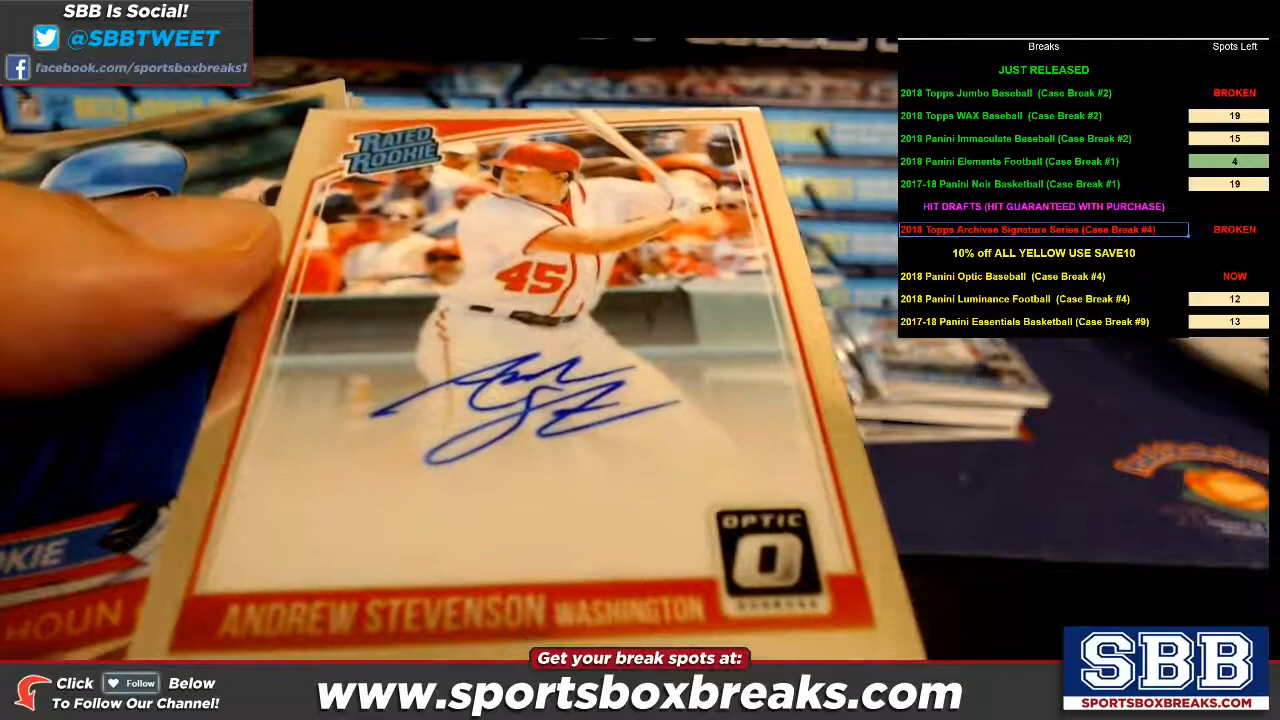 SBB Is Social!
@SBBTWEET
facebook.com/sportsboxbreaks1
Breaks Spots Left
JUST RELEASED
2018 Topps Jumbo Baseball (Case Break #2) BROKEN
2018 Topps WAX Baseball (Case Break #2) 19
2018 Panini Immaculate Baseball (Case Break #2) 15
2018 Panini Elements Football (Case Break #1) 4
2017-18 Panini Noir Basketball (Case Break #1) 19
HIT DRAFTS (HIT GUARANTEED WITH PURCHASE)
2018 Topps Archives Signature Series (Case Break #4) BROKEN
10% off ALL YELLOW USE SAVE10
2018 Panini Optic Baseball (Case Break #4) NOW
2018 Panini Luminance Football (Case Break #4) 12
2017-18 Panini Essentials Basketball (Case Break #9) 13
RATED
ROOKIE
45
OPTIC
O
DONRUSS
ANDREW STEVENSON WASHINGTON
OKIE
HOUN
Get your break spots at:
www.sportsboxbreaks.com
Click Follow Below
To Follow Our Channel!
SBB
SPORTSBOXBREAKS.COM